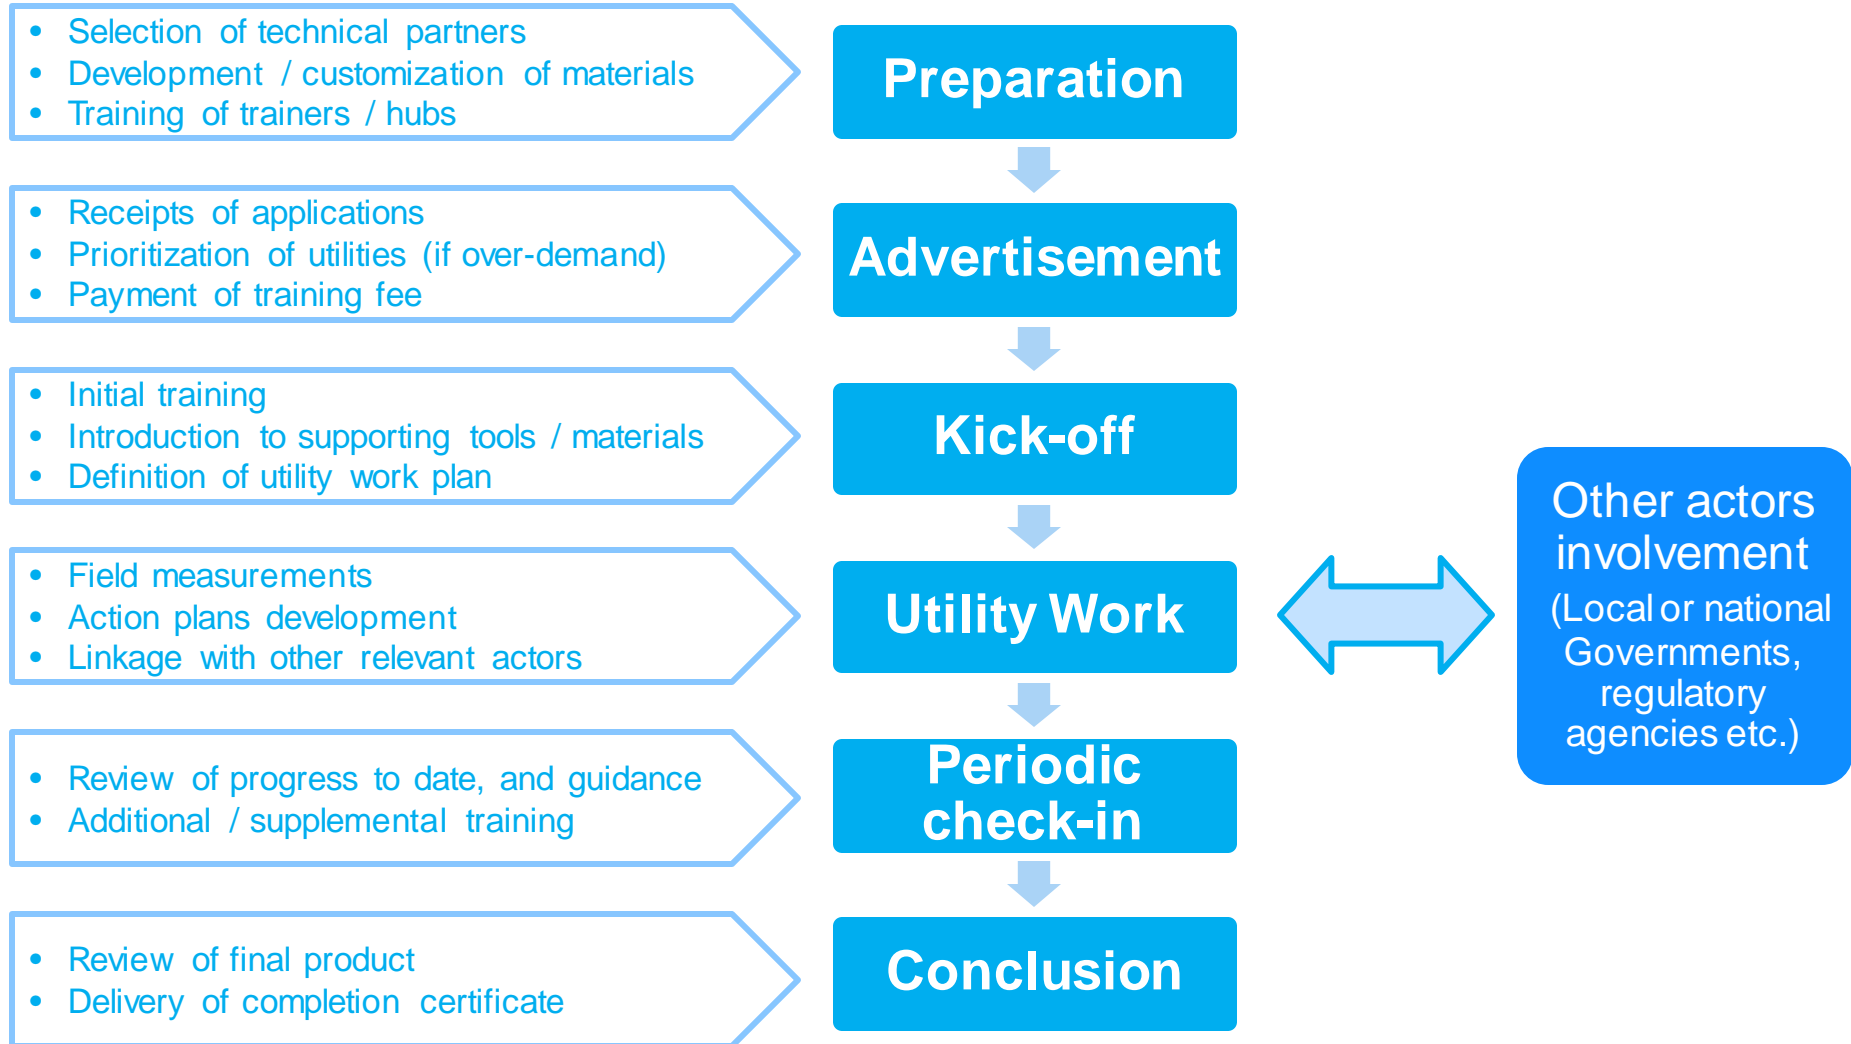 • Selection of technical partners
• Development / customization of materials
• Training of trainers / hubs
Preparation
• Receipts of applications
• Prioritization of utilities (if over-demand)
• Payment of training fee
Advertisement
• Initial training
• Introduction to supporting tools / materials
• Definition of utility work plan
Kick-off
• Field measurements
• Action plans development
• Linkage with other relevant actors
Utility Work
Other actors
involvement
(Local or national
Governments,
regulatory
agencies etc.)
• Review of progress to date, and guidance
• Additional / supplemental training
Periodic
check-in
• Review of final product
• Delivery of completion certificate
Conclusion